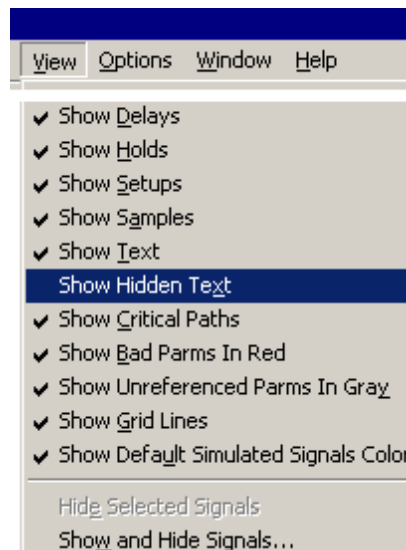 View Options Window Help
Show Delays
Show Holds
Show Setups
Show Samples
Show Text
Show Hidden Text
Show Critical Paths
Show Bad Parms In Red
Show Unreferenced Parms In Gray
Show Grid Lines
Show Default Simulated Signals Color
Hide Selected Signals
Show and Hide Signals...